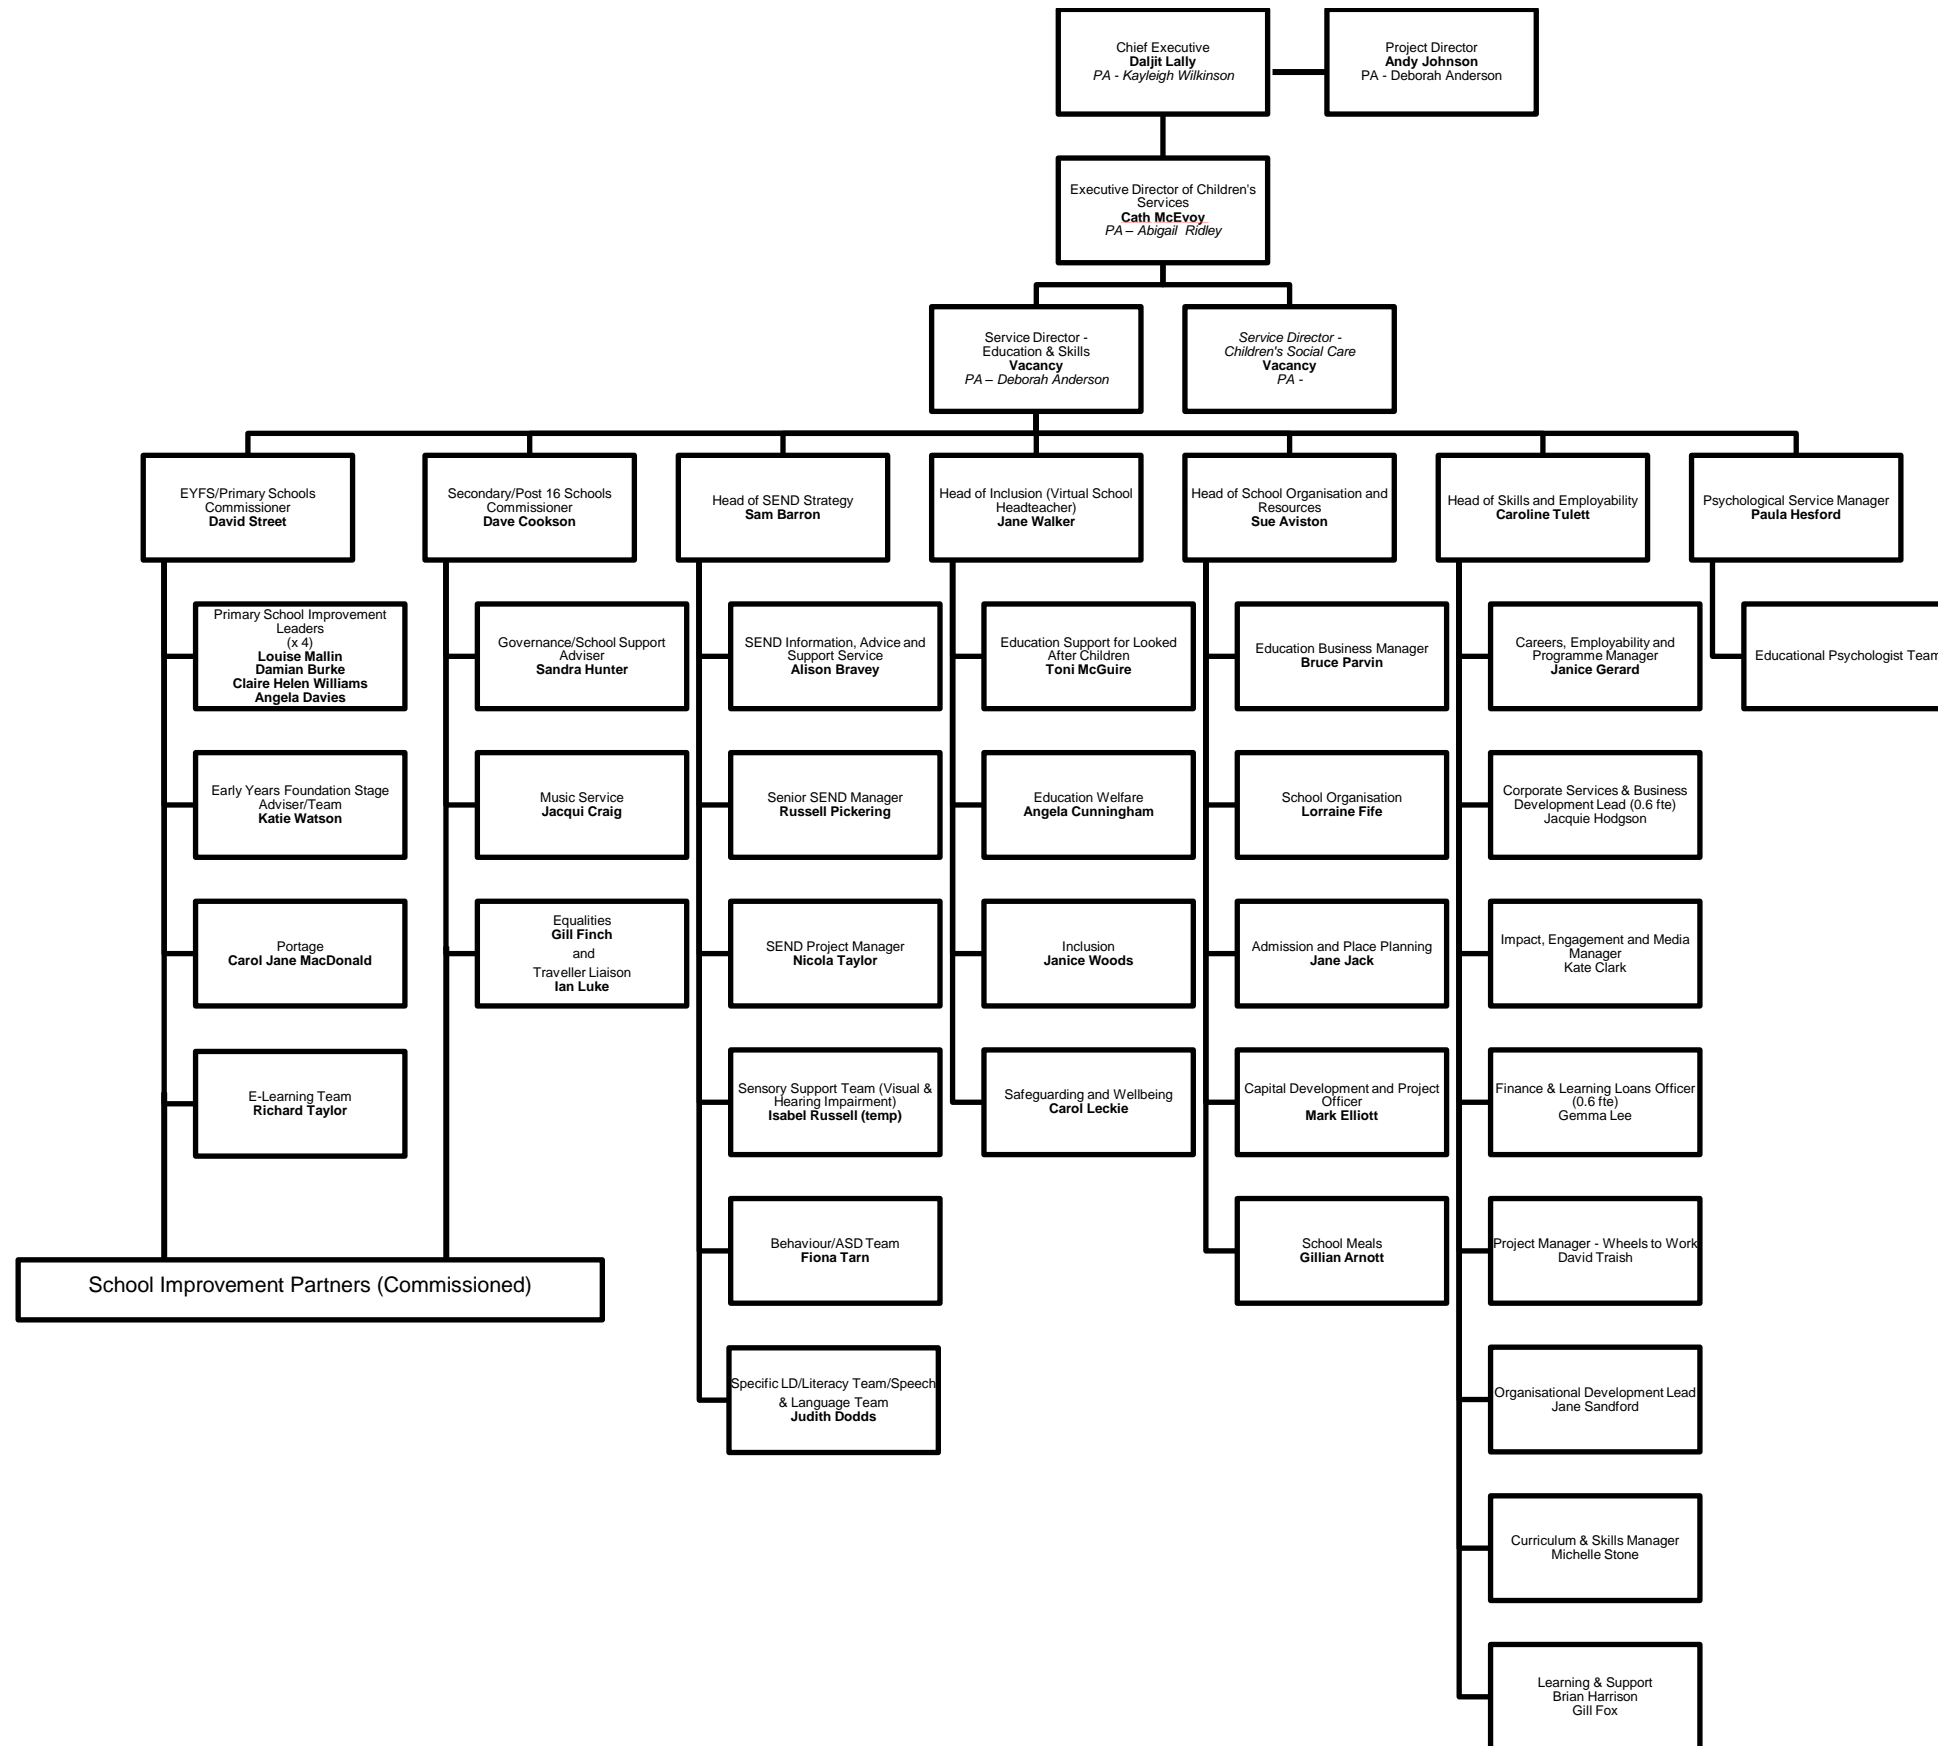 Chief Executive
Daljit Lally
PA - Kayleigh Wilkinson
Project Director
Andy Johnson
PA - Deborah Anderson
Executive Director of Children's
Services
Cath McEvoy
PA – Abigail Ridley
Service Director -
Education & Skills
Vacancy
PA – Deborah Anderson
Service Director -
Children's Social Care
Vacancy
PA -
EYFS/Primary Schools
Commissioner
David Street
Secondary/Post 16 Schools
Commissioner
Dave Cookson
Head of SEND Strategy
Sam Barron
Head of Inclusion (Virtual School
Headteacher)
Jane Walker
Head of School Organisation and
Resources
Sue Aviston
Head of Skills and Employability
Caroline Tulett
Psychological Service Manager
Paula Hesford
Primary School Improvement
Leaders
(x 4)
Louise Mallin
Damian Burke
Claire Helen Williams
Angela Davies
Governance/School Support
Adviser
Sandra Hunter
SEND Information, Advice and
Support Service
Alison Bravey
Education Support for Looked
After Children
Toni McGuire
Education Business Manager
Bruce Parvin
Careers, Employability and
Programme Manager
Janice Gerard
Educational Psychologist Team
Early Years Foundation Stage
Adviser/Team
Katie Watson
Music Service
Jacqui Craig
Senior SEND Manager
Russell Pickering
Education Welfare
Angela Cunningham
School Organisation
Lorraine Fife
Corporate Services & Business
Development Lead (0.6 fte)
Jacquie Hodgson
Portage
Carol Jane MacDonald
Equalities
Gill Finch
and
Traveller Liaison
Ian Luke
SEND Project Manager
Nicola Taylor
Inclusion
Janice Woods
Admission and Place Planning
Jane Jack
Impact, Engagement and Media
Manager
Kate Clark
E-Learning Team
Richard Taylor
Sensory Support Team (Visual &
Hearing Impairment)
Isabel Russell (temp)
Safeguarding and Wellbeing
Carol Leckie
Capital Development and Project
Officer
Mark Elliott
Finance & Learning Loans Officer
(0.6 fte)
Gemma Lee
School Improvement Partners (Commissioned)
Behaviour/ASD Team
Fiona Tarn
School Meals
Gillian Arnott
Project Manager - Wheels to Work
David Traish
Specific LD/Literacy Team/Speech
& Language Team
Judith Dodds
Organisational Development Lead
Jane Sandford
Curriculum & Skills Manager
Michelle Stone
Learning & Support
Brian Harrison
Gill Fox